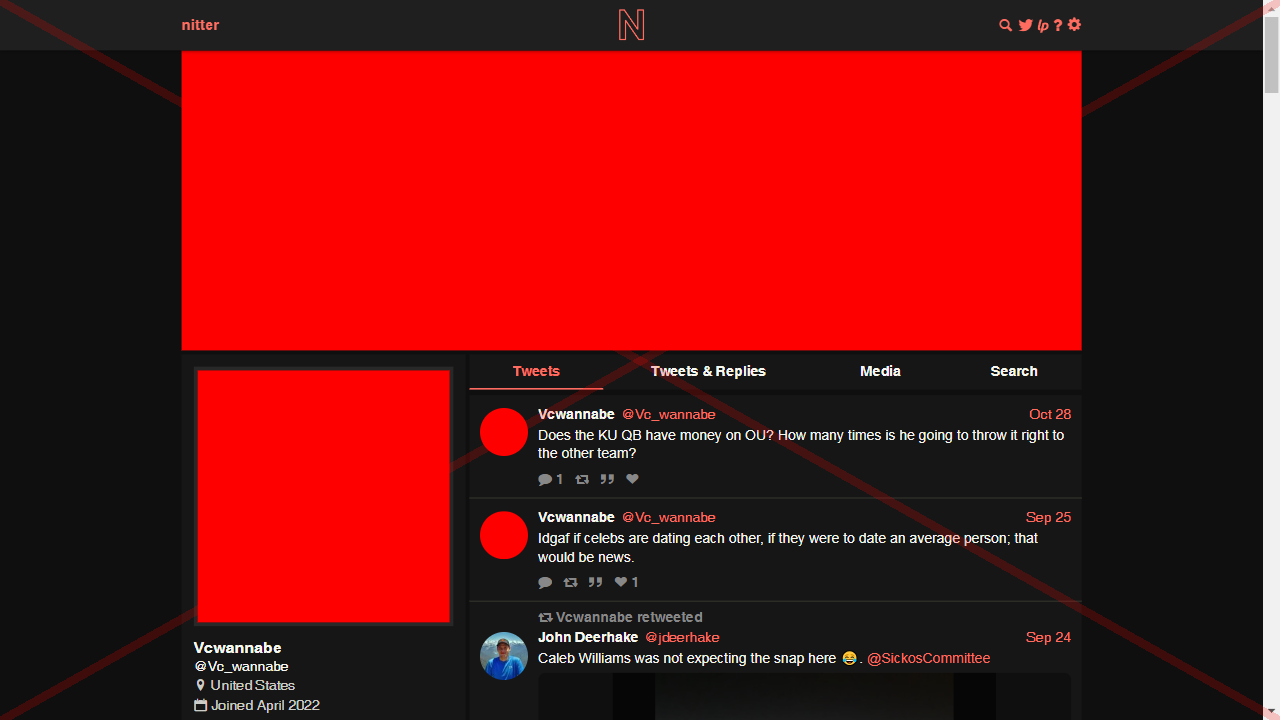 nitter
N
lp ?
Tweets Tweets & Replies Media Search
Vcwannabe @Vc_wannabe Oct 28
Does the KU QB have money on OU? How many times is he going to throw it right to
the other team?
1
Vcwannabe @Vc_wannabe Sep 25
Idgaf if celebs are dating each other, if they were to date an average person; that
would be news.
1
Vcwannabe retweeted
John Deerhake @jdeerhake Sep 24
Caleb Williams was not expecting the snap here 😂. @SickosCommittee
Vcwannabe
@Vc_wannabe
United States
Joined April 2022